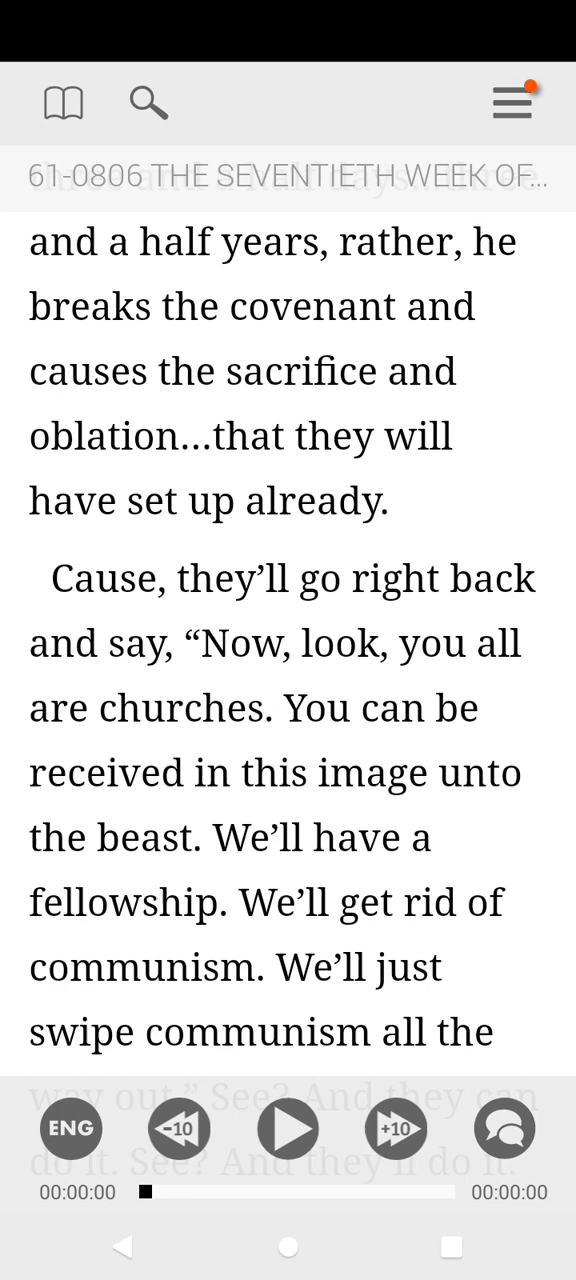 61-0806 THE SEVENTIETH WEEK OF...
and a half years, rather, he
breaks the covenant and
causes the sacrifice and
oblation…that they will
have set up already.
Cause, they’ll go right back
and say, “Now, look, you all
are churches. You can be
received in this image unto
the beast. We’ll have a
fellowship. We’ll get rid of
communism. We’ll just
swipe communism all the
way out.” See? And they can
ENG -10 +10
do it. See? And they’ll do it.
00:00:00 00:00:00